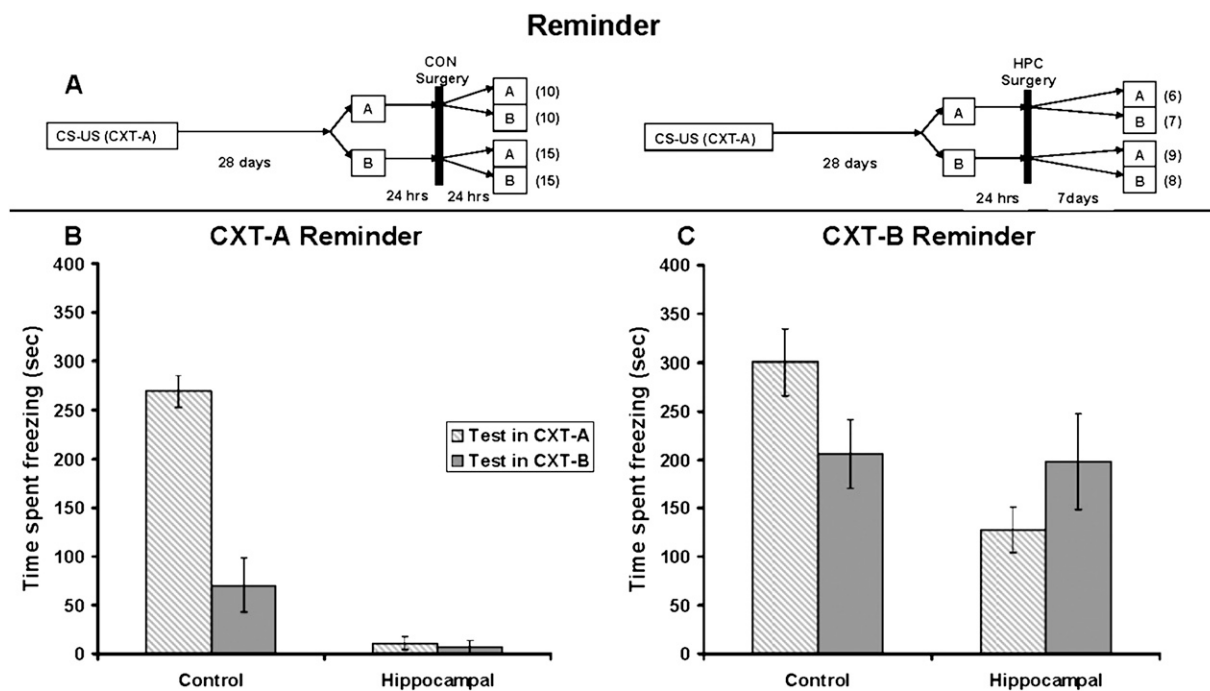 Reminder
A
CON
Surgery
CS-US (CXT-A)
28 days
A
B
A
(10)
B
(10)
A
(15)
B
(15)
24 hrs
24 hrs
HPC
Surgery
CS-US (CXT-A)
28 days
A
B
A
(6)
B
(7)
A
(9)
B
(8)
24 hrs
7days
B
CXT-A Reminder
Time spent freezing (sec)
400
350
300
250
200
150
100
50
0
Control
Hippocampal
Test in CXT-A
Test in CXT-B
C
CXT-B Reminder
Time spent freezing (sec)
400
350
300
250
200
150
100
50
0
Control
Hippocampal